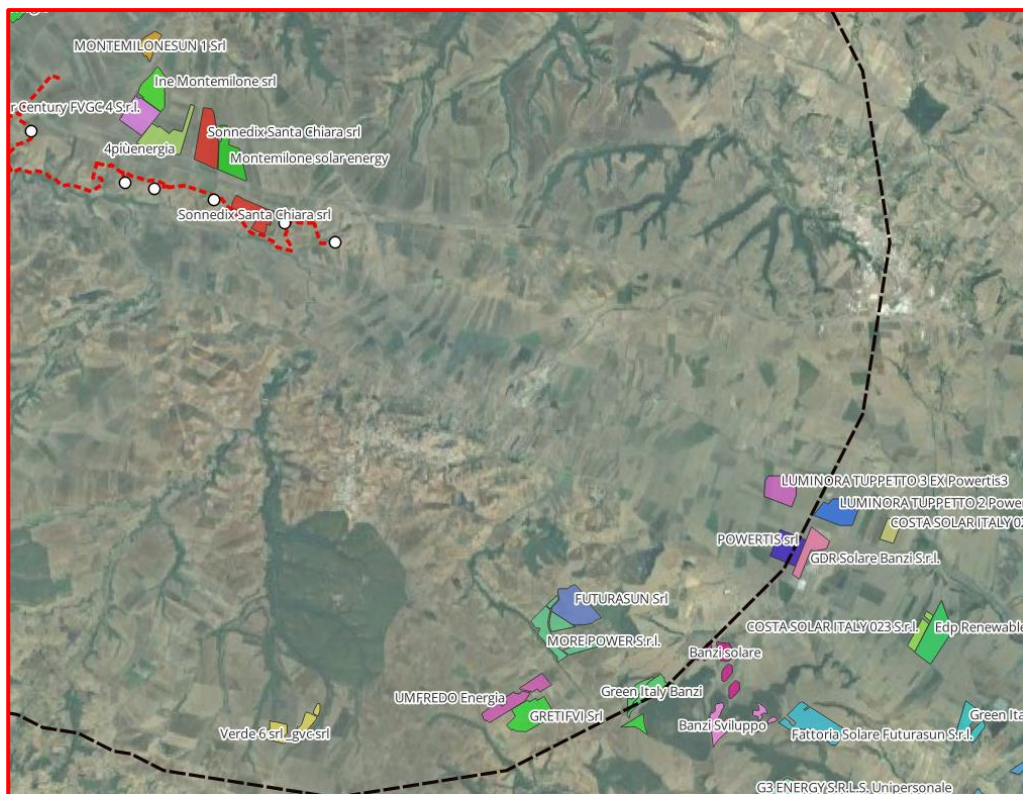 MONTEMILONESUN 1 Srl
Ine Montemilone srl
r Century FVGC 4 S.r.l.
Sonnedix Santa Chiara srl
4piùenergia
Montemilone solar energy
Sonnedix Santa Chiara srl
LUMINORA TUPPETTO 3 EX Powertis3
LUMINORA TUPPETTO 2 Power
COSTA SOLAR ITALY 02
POWERTIS srl
GDR Solare Banzi S.r.l.
FUTURASUN Srl
COSTA SOLAR ITALY 023 S.r.l.
Edp Renewable
MORE POWER S.r.l.
Banzi solare
UMFREDO Energia
Green Italy Banzi
GRETIFVI Srl
Green Ita
Banzi Sviluppo
Verde 6 srl_gvc srl
Fattoria Solare Futurasun S.r.l.
G3 ENERGY S.R.L.S. Unipersonale